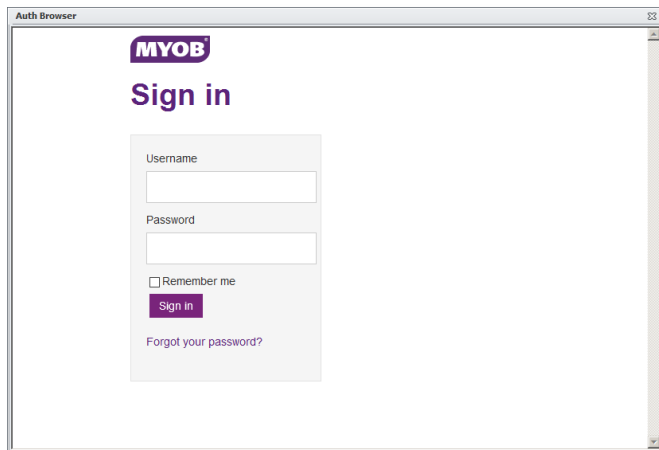 Auth Browser
MYOB
Sign in
Username
Password
Remember me
Sign in
Forgot your password?